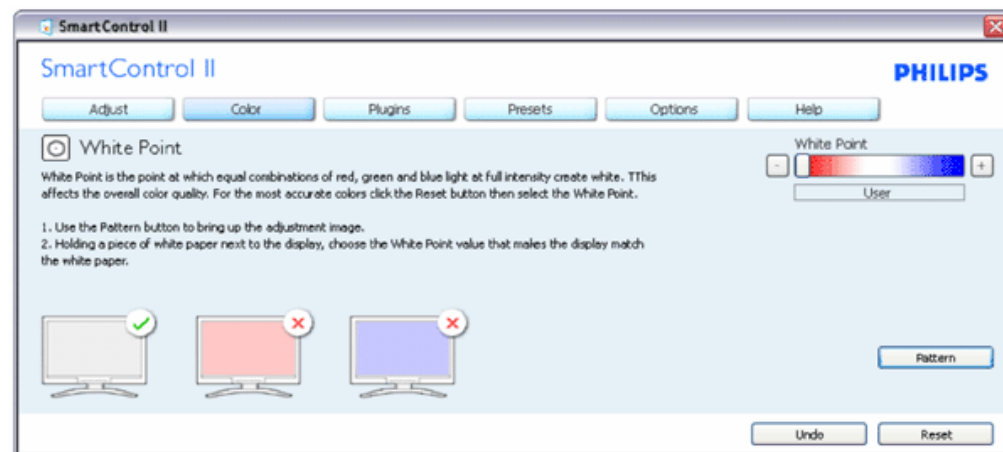 SmartControl II
SmartControl II
PHILIPS
Adjust Color Plugins Presets Options Help
White Point
White Point is the point at which equal combinations of red, green and blue light at full intensity create white. TThis
affects the overall color quality. For the most accurate colors click the Reset button then select the White Point.
1. Use the Pattern button to bring up the adjustment image.
2. Holding a piece of white paper next to the display, choose the White Point value that makes the display match
the white paper.
White Point
- +
User
Pattern
Undo Reset